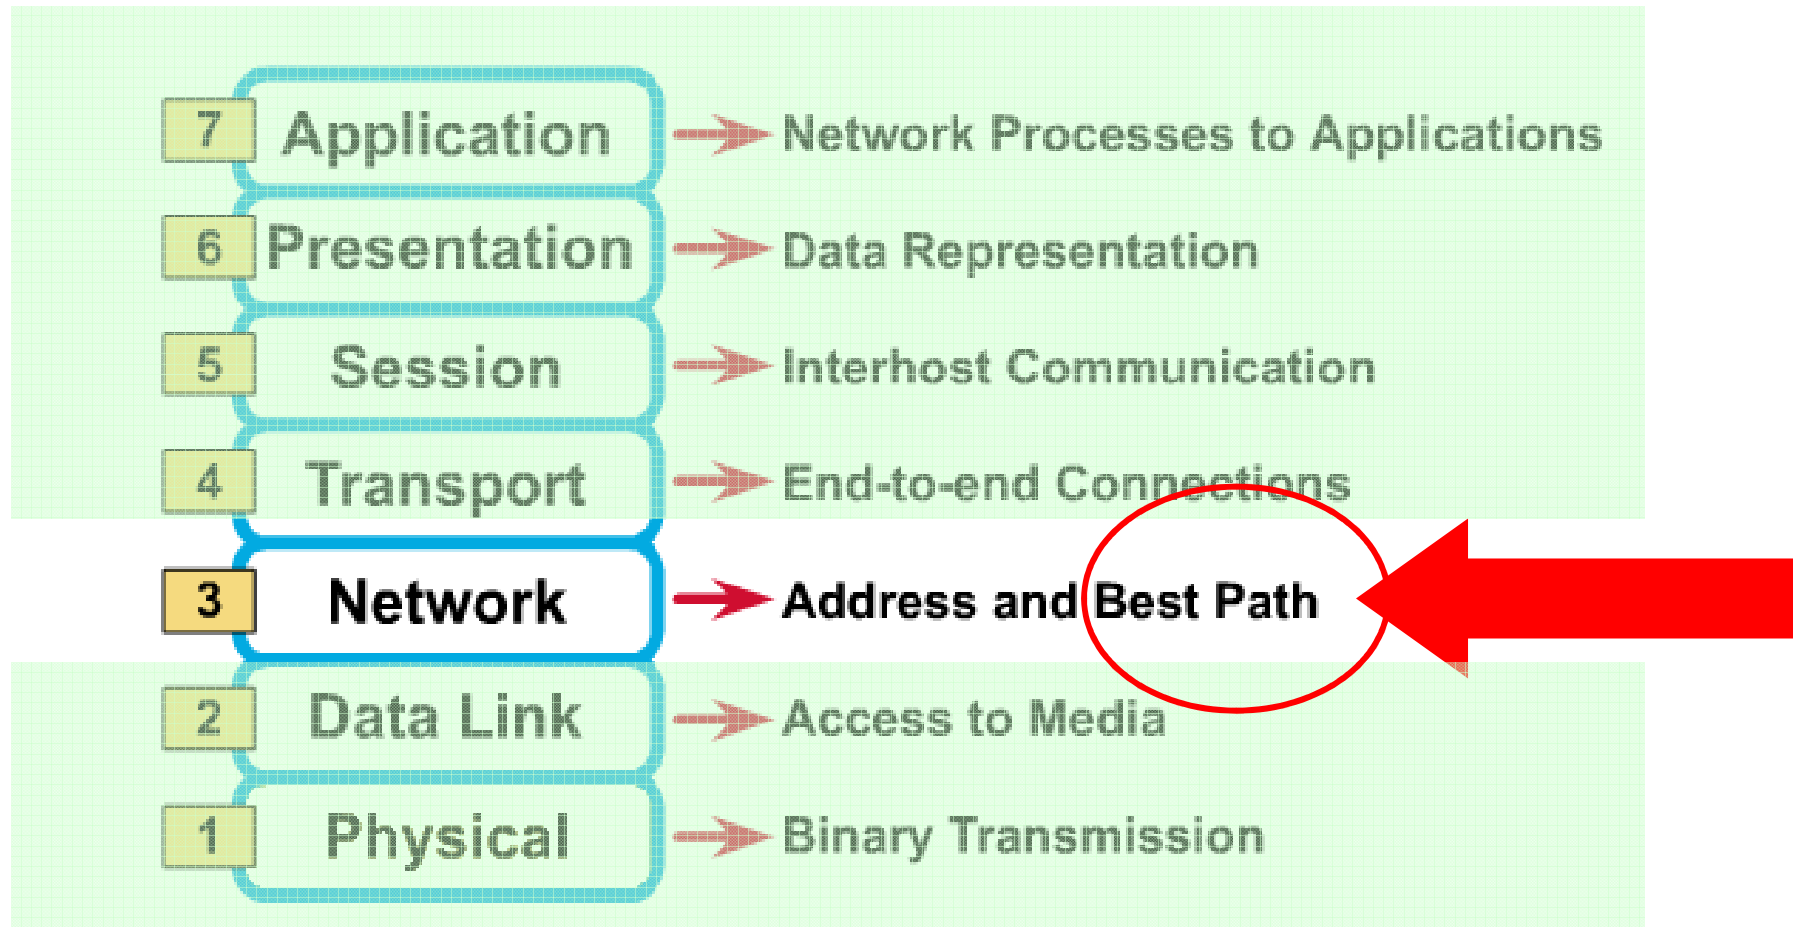 7 Application Network Processes to Applications
6 Presentation Data Representation
5 Session Interhost Communication
4 Transport End-to-end Connections
3 Network Address and Best Path
2 Data Link Access to Media
1 Physical Binary Transmission